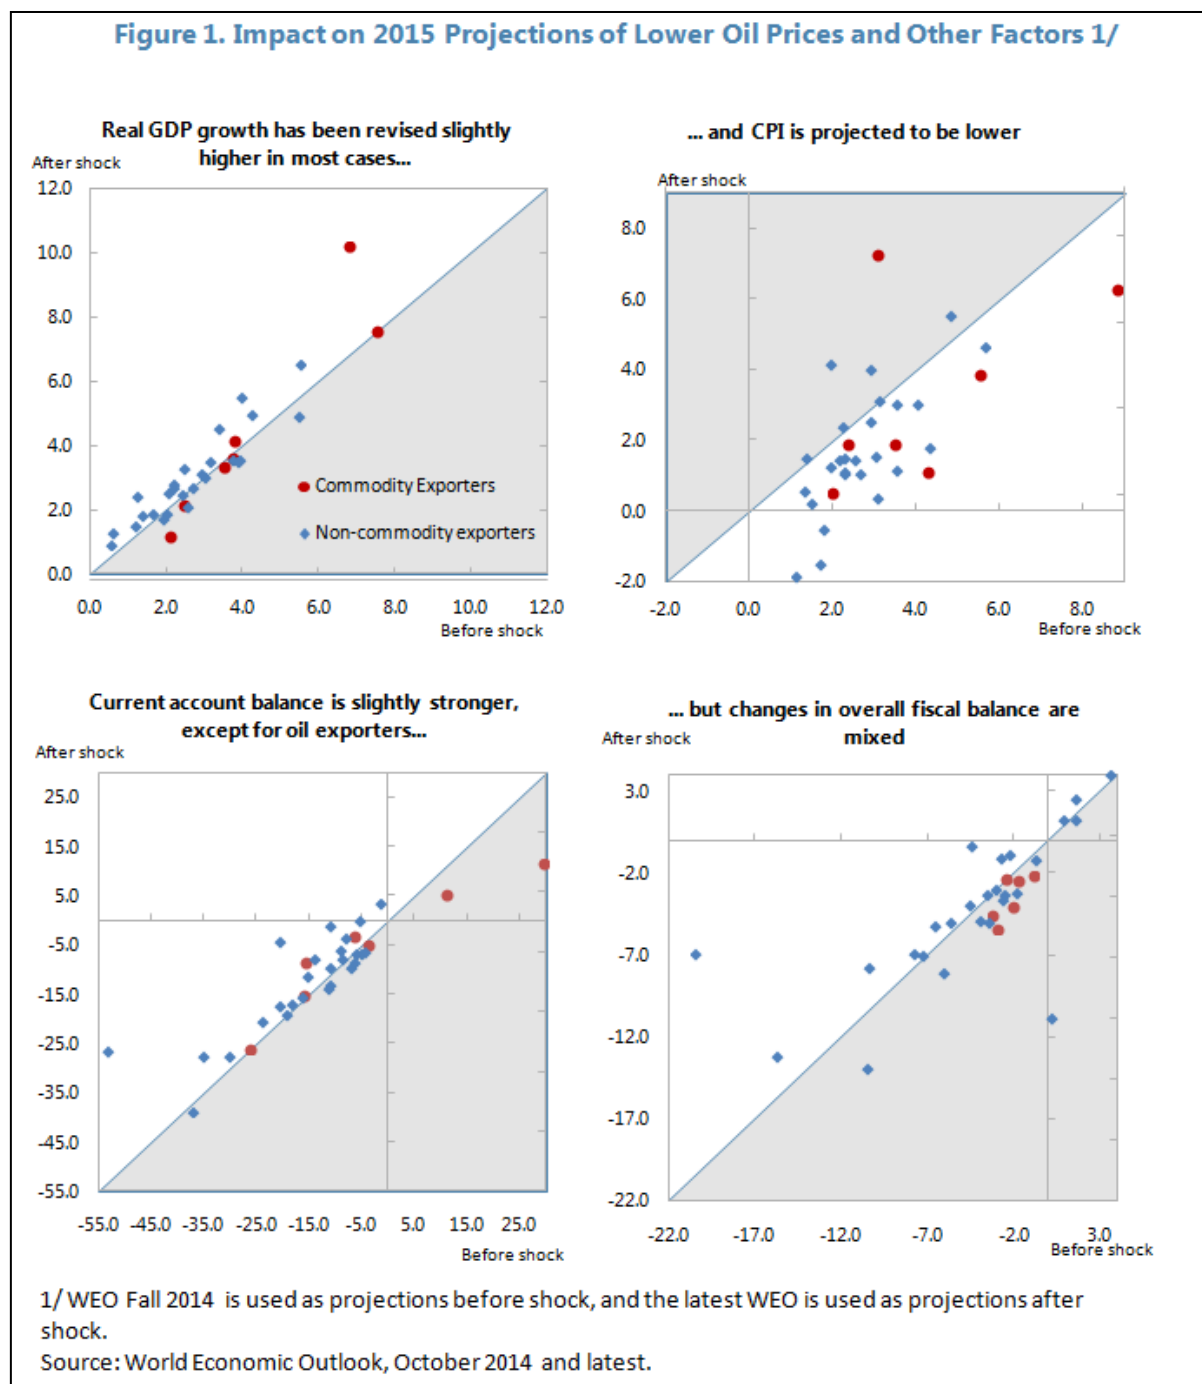 Figure 1. Impact on 2015 Projections of Lower Oil Prices and Other Factors 1/
Real GDP growth has been revised slightly
higher in most cases...
After shock
12.0
10.0
8.0
6.0
4.0
2.0
0.0
Commodity Exporters
Non-commodity exporters
0.0 2.0 4.0 6.0 8.0 10.0 12.0
Before shock
... and CPI is projected to be lower
After shock
8.0
6.0
4.0
2.0
0.0
-2.0
-2.0 0.0 2.0 4.0 6.0 8.0
Before shock
Current account balance is slightly stronger,
except for oil exporters...
After shock
25.0
15.0
5.0
-5.0
-15.0
-25.0
-35.0
-45.0
-55.0
-55.0 -45.0 -35.0 -25.0 -15.0 -5.0 5.0 15.0 25.0
Before shock
... but changes in overall fiscal balance are
mixed
After shock
3.0
-2.0
-7.0
-12.0
-17.0
-22.0
-22.0 -17.0 -12.0 -7.0 -2.0 3.0
Before shock
1/ WEO Fall 2014 is used as projections before shock, and the latest WEO is used as projections after
shock.
Source: World Economic Outlook, October 2014 and latest.